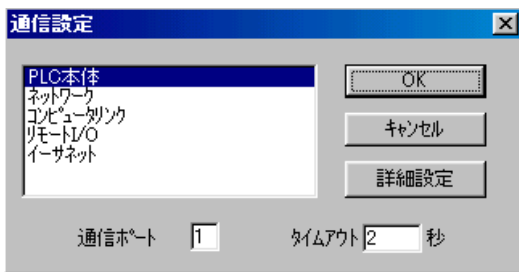 通信設定
PLC本体
ネットワーク
コンピュータリンク
リモートI/O
イーサネット
OK
キャンセル
詳細設定
通信ポート 1 タイムアウト 2 秒